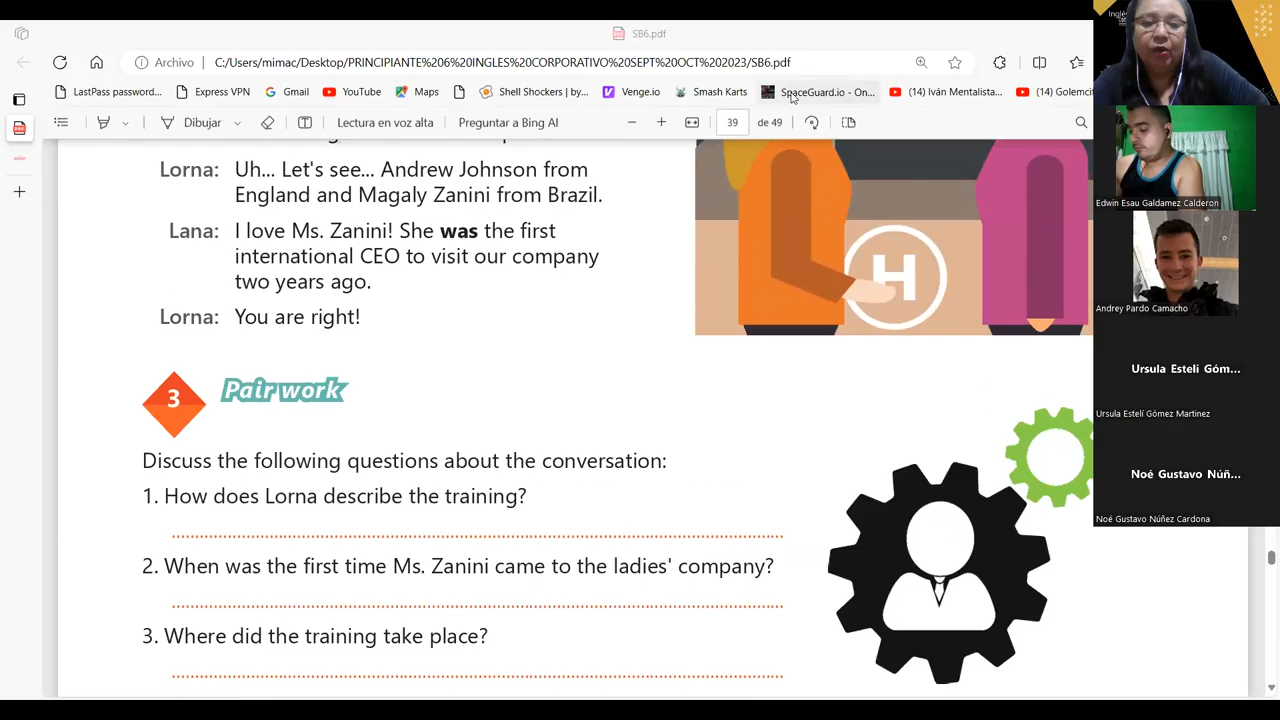 SB6.pdf
Archivo
C:/Users/mimac/Desktop/PRINCIPIANTE%206%20INGLES%20CORPORATIVO%20SEPT%20OCT%202023/SB6.pdf
LastPass password...
Express VPN
Gmail
YouTube
Maps
Shell Shockers | by...
Venge.io
Smash Karts
SpaceGuard.io - On...
(14) Iván Mentalista...
(14) Golemcit
Dibujar
Lectura en voz alta
Preguntar a Bing AI
39
de 49
Lorna: Uh... Let's see... Andrew Johnson from
England and Magaly Zanini from Brazil.
Lana: I love Ms. Zanini! She was the first
international CEO to visit our company
two years ago.
Lorna: You are right!
H
3
Pair work
Discuss the following questions about the conversation:
1. How does Lorna describe the training?
2. When was the first time Ms. Zanini came to the ladies' company?
3. Where did the training take place?
Edwin Esau Galdamez Calderon
Andrey Pardo Camacho
Ursula Estelí Góm...
Ursula Estelí Gómez Martinez
Noé Gustavo Núñ...
Noé Gustavo Núñez Cardona